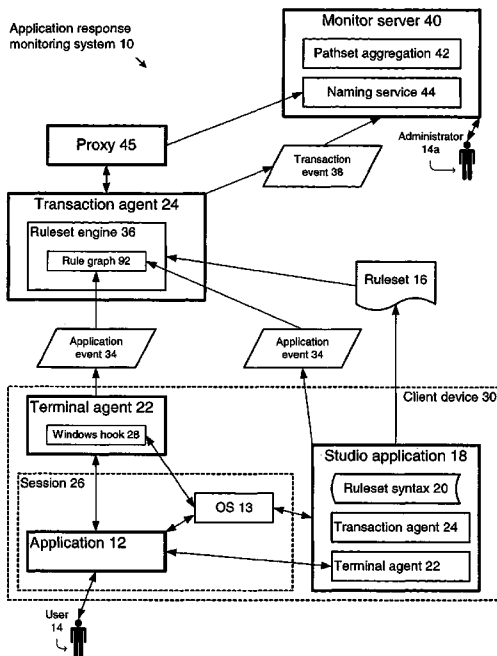 Application response
monitoring system 10
Monitor server 40
Pathset aggregation 42
Naming service 44
Proxy 45
Administrator
14a
Transaction
event 38
Transaction agent 24
Ruleset engine 36
Rule graph 92
Ruleset 16
Application
event 34
Application
event 34
Client device 30
Terminal agent 22
Windows hook 28
Studio application 18
Ruleset syntax 20
Session 26
OS 13
Transaction agent 24
Application 12
Terminal agent 22
User
14